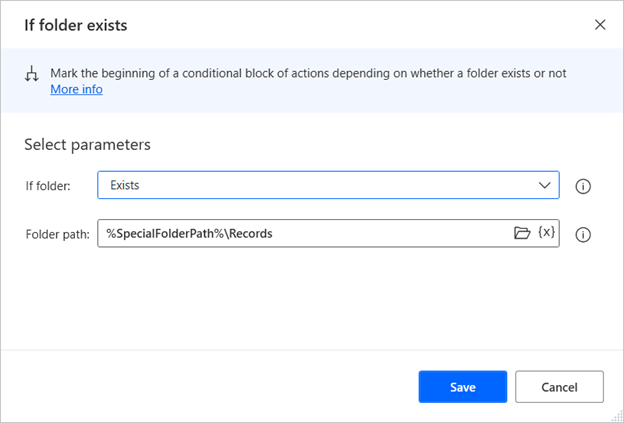 If folder exists
Mark the beginning of a conditional block of actions depending on whether a folder exists or not
More info
Select parameters
If folder: Exists
Folder path: %SpecialFolderPath%\Records {x}
Save Cancel